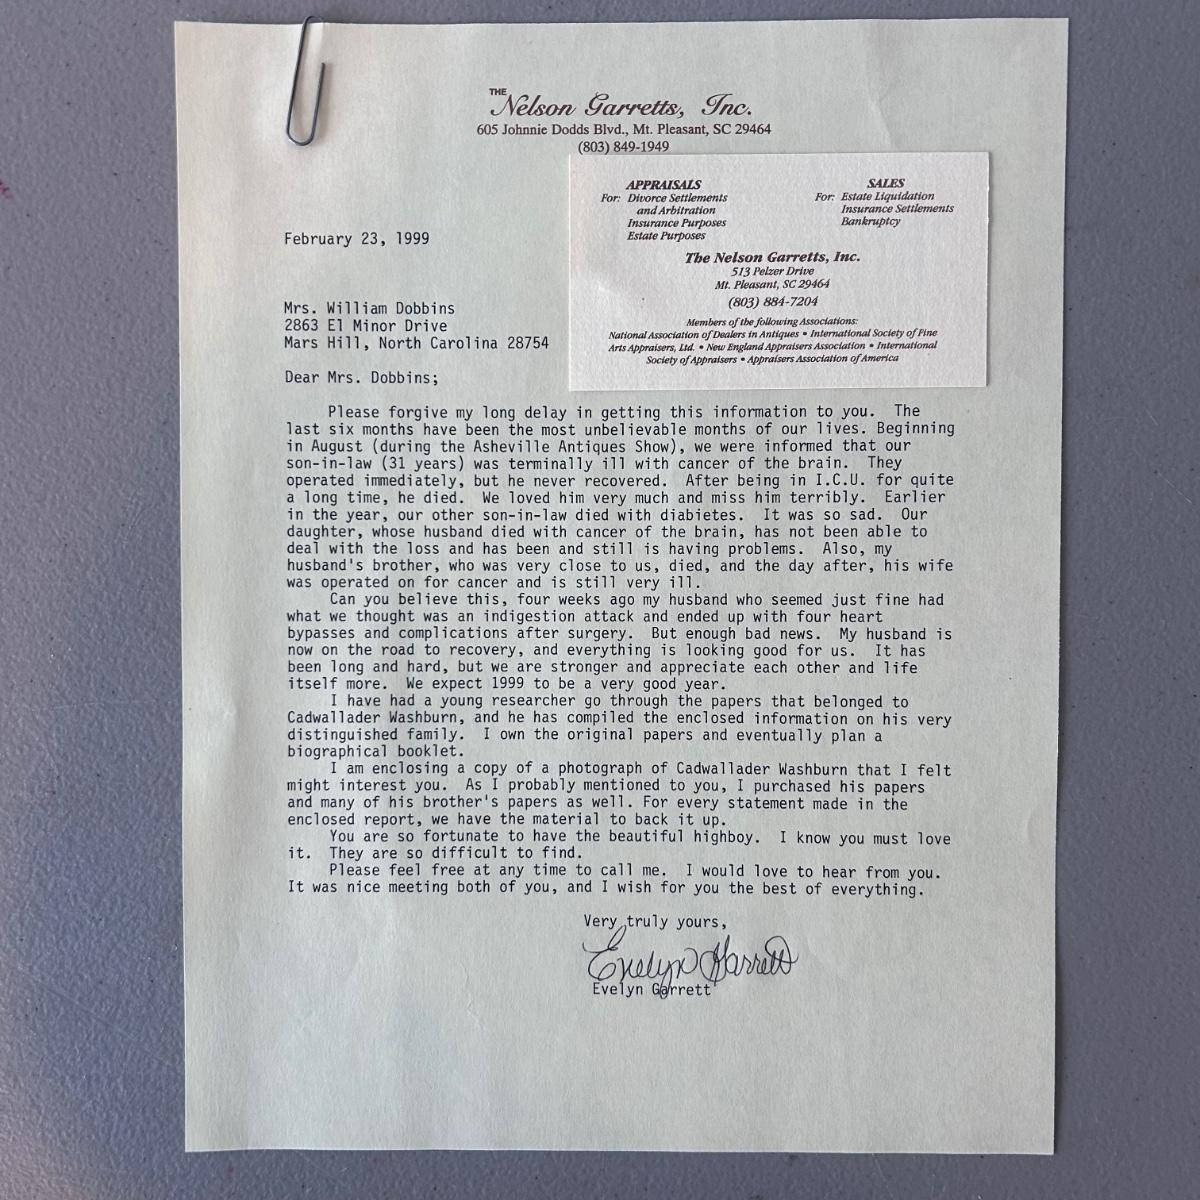 THE Nelson Garretts, Inc.
605 Johnnie Dodds Blvd., Mt. Pleasant, SC 29464
(803) 849-1949
APPRAISALS
For: Divorce Settlements
and Arbitration
Insurance Purposes
Estate Purposes
SALES
For: Estate Liquidation
Insurance Settlements
Bankruptcy
The Nelson Garretts, Inc.
513 Pelzer Drive
Mt. Pleasant, SC 29464
(803) 884-7204
Members of the following Associations:
National Association of Dealers in Antiques • International Society of Fine
Arts Appraisers, Ltd. • New England Appraisers Association • International
Society of Appraisers • Appraisers Association of America
February 23, 1999
Mrs. William Dobbins
2863 El Minor Drive
Mars Hill, North Carolina 28754
Dear Mrs. Dobbins;
Please forgive my long delay in getting this information to you. The
last six months have been the most unbelievable months of our lives. Beginning
in August (during the Asheville Antiques Show), we were informed that our
son-in-law (31 years) was terminally ill with cancer of the brain. They
operated immediately, but he never recovered. After being in I.C.U. for quite
a long time, he died. We loved him very much and miss him terribly. Earlier
in the year, our other son-in-law died with diabietes. It was so sad. Our
daughter, whose husband died with cancer of the brain, has not been able to
deal with the loss and has been and still is having problems. Also, my
husband's brother, who was very close to us, died, and the day after, his wife
was operated on for cancer and is still very ill.
Can you believe this, four weeks ago my husband who seemed just fine had
what we thought was an indigestion attack and ended up with four heart
bypasses and complications after surgery. But enough bad news. My husband is
now on the road to recovery, and everything is looking good for us. It has
been long and hard, but we are stronger and appreciate each other and life
itself more. We expect 1999 to be a very good year.
I have had a young researcher go through the papers that belonged to
Cadwallader Washburn, and he has compiled the enclosed information on his very
distinguished family. I own the original papers and eventually plan a
biographical booklet.
I am enclosing a copy of a photograph of Cadwallader Washburn that I felt
might interest you. As I probably mentioned to you, I purchased his papers
and many of his brother's papers as well. For every statement made in the
enclosed report, we have the material to back it up.
You are so fortunate to have the beautiful highboy. I know you must love
it. They are so difficult to find.
Please feel free at any time to call me. I would love to hear from you.
It was nice meeting both of you, and I wish for you the best of everything.
Very truly yours,
Evelyn Garrett
Evelyn Garrett